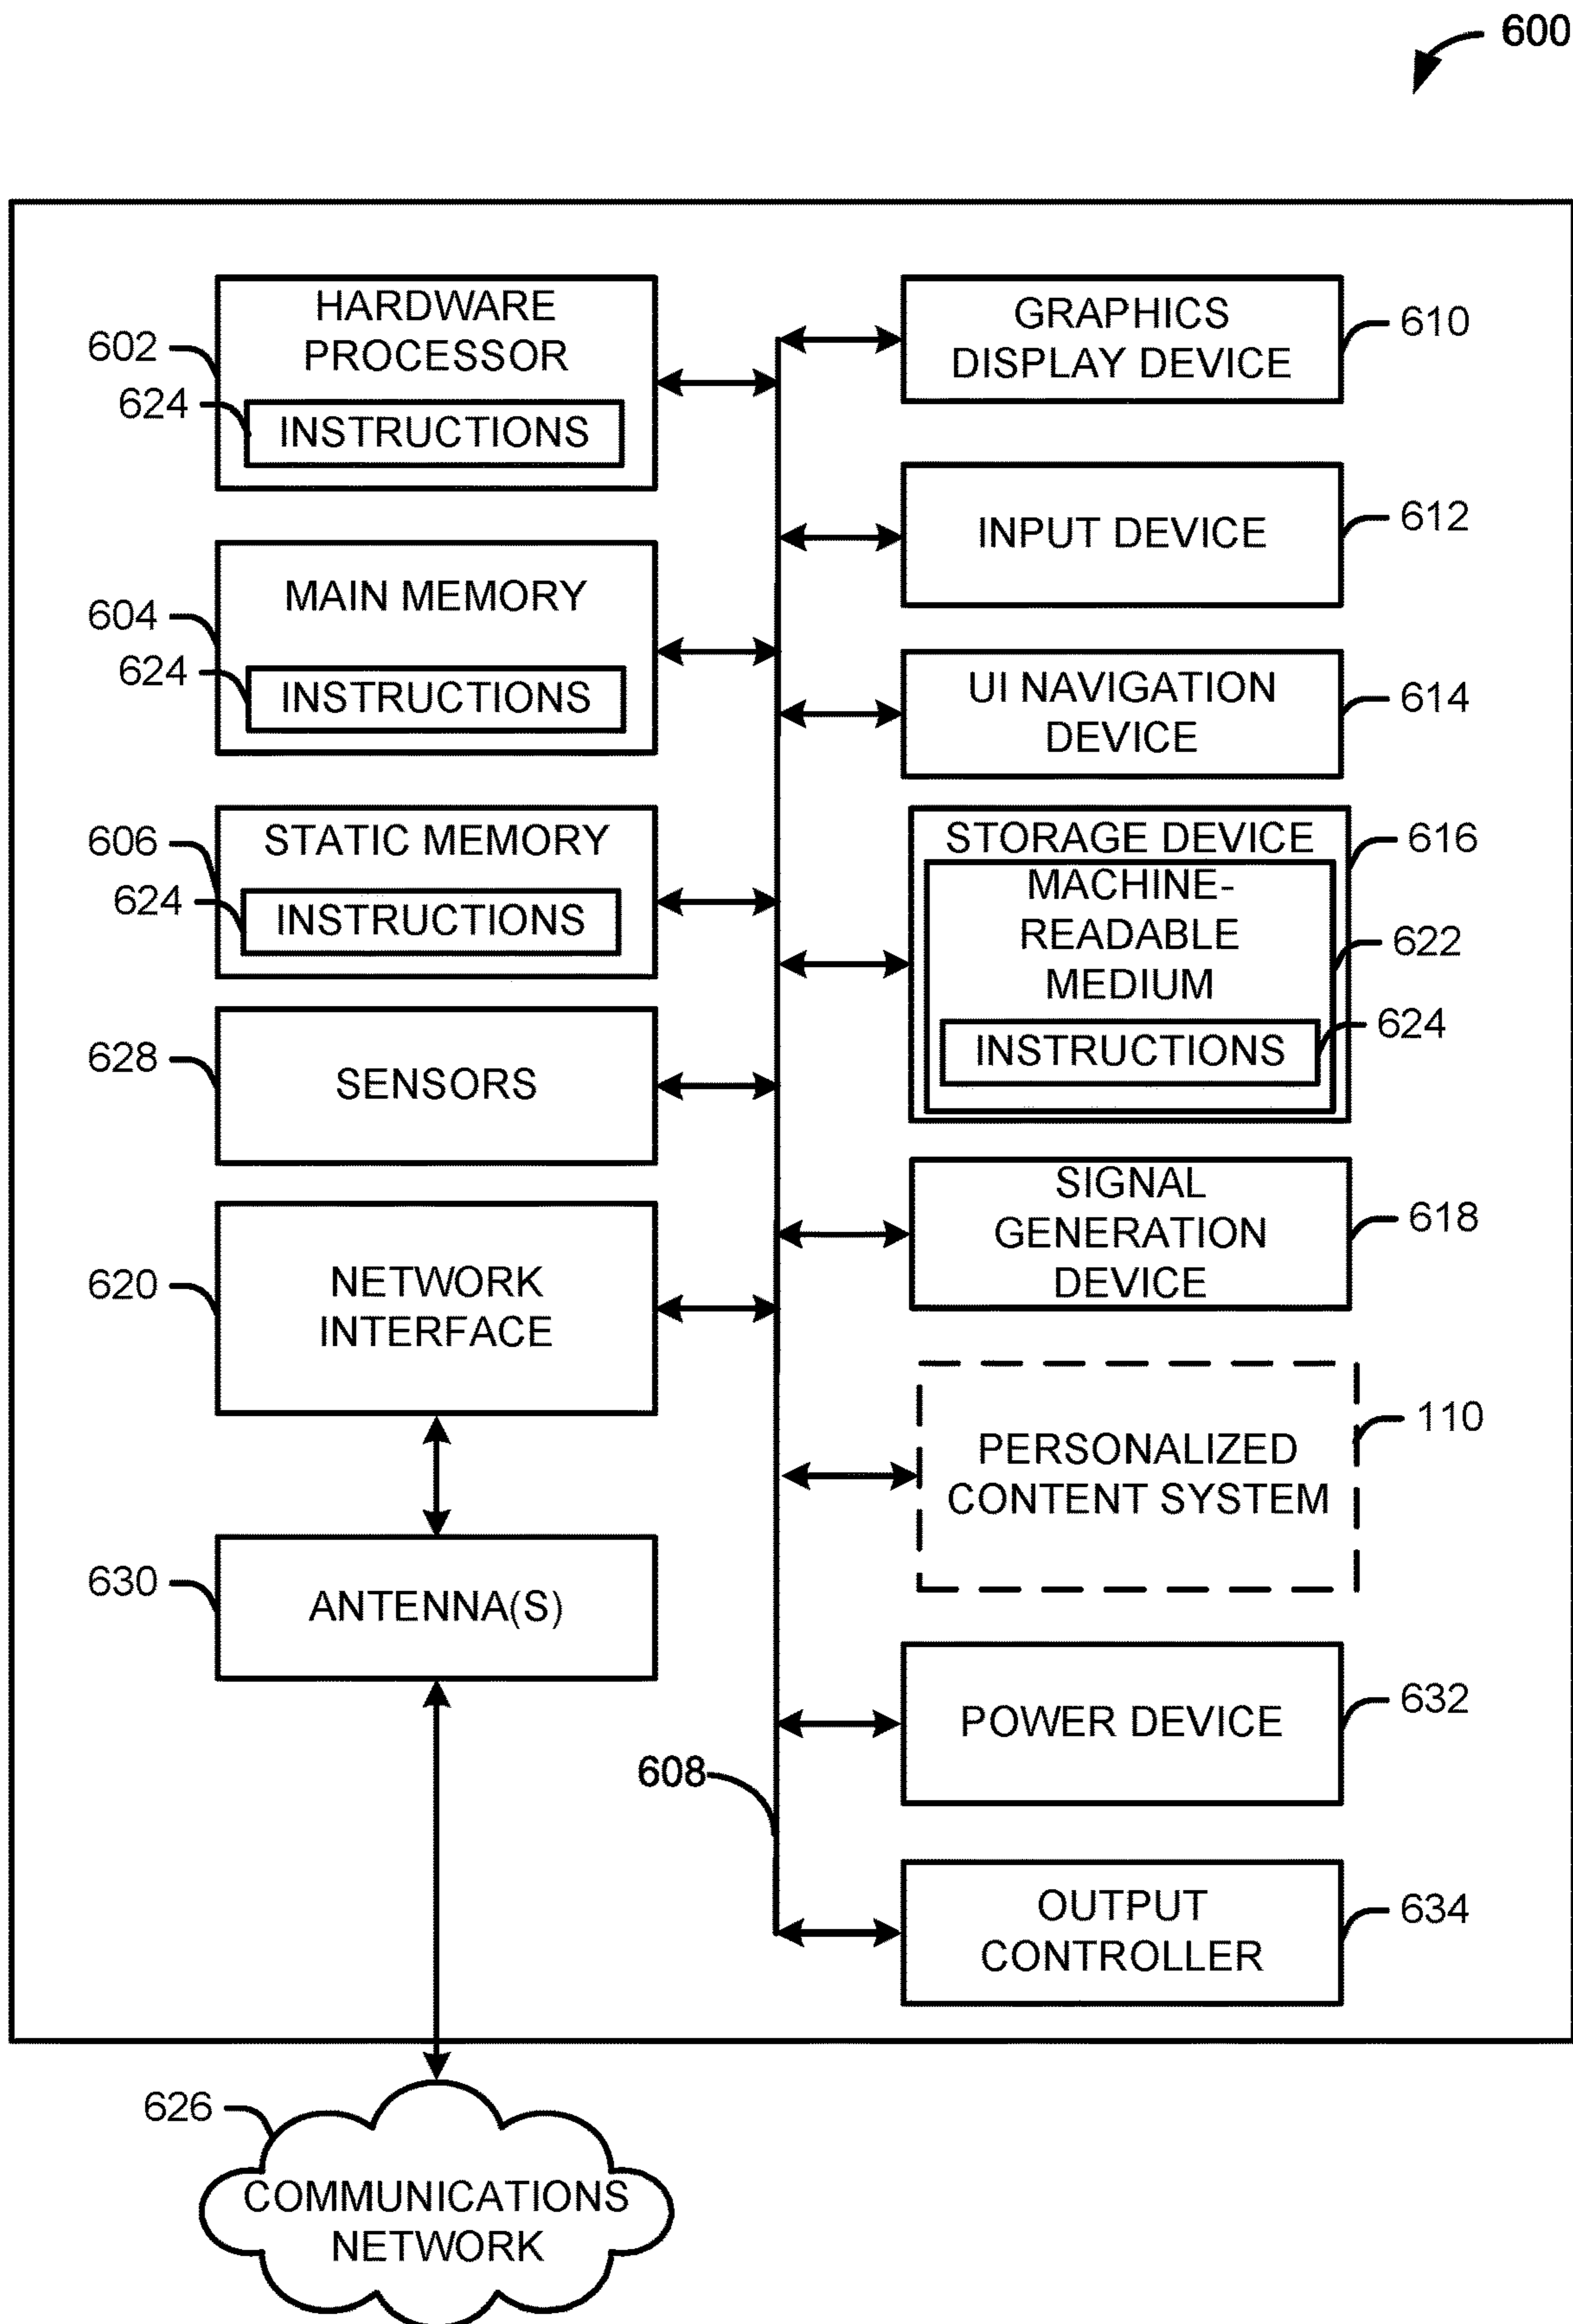 600
HARDWARE
PROCESSOR
602
624
INSTRUCTIONS
MAIN MEMORY
604
624
INSTRUCTIONS
STATIC MEMORY
606
624
INSTRUCTIONS
628
SENSORS
620
NETWORK
INTERFACE
630
ANTENNA(S)
608
GRAPHICS
DISPLAY DEVICE
610
INPUT DEVICE
612
UI NAVIGATION
DEVICE
614
STORAGE DEVICE
616
MACHINE-
READABLE
MEDIUM
622
INSTRUCTIONS
624
SIGNAL
GENERATION
DEVICE
618
PERSONALIZED
CONTENT SYSTEM
110
POWER DEVICE
632
OUTPUT
CONTROLLER
634
626
COMMUNICATIONS
NETWORK